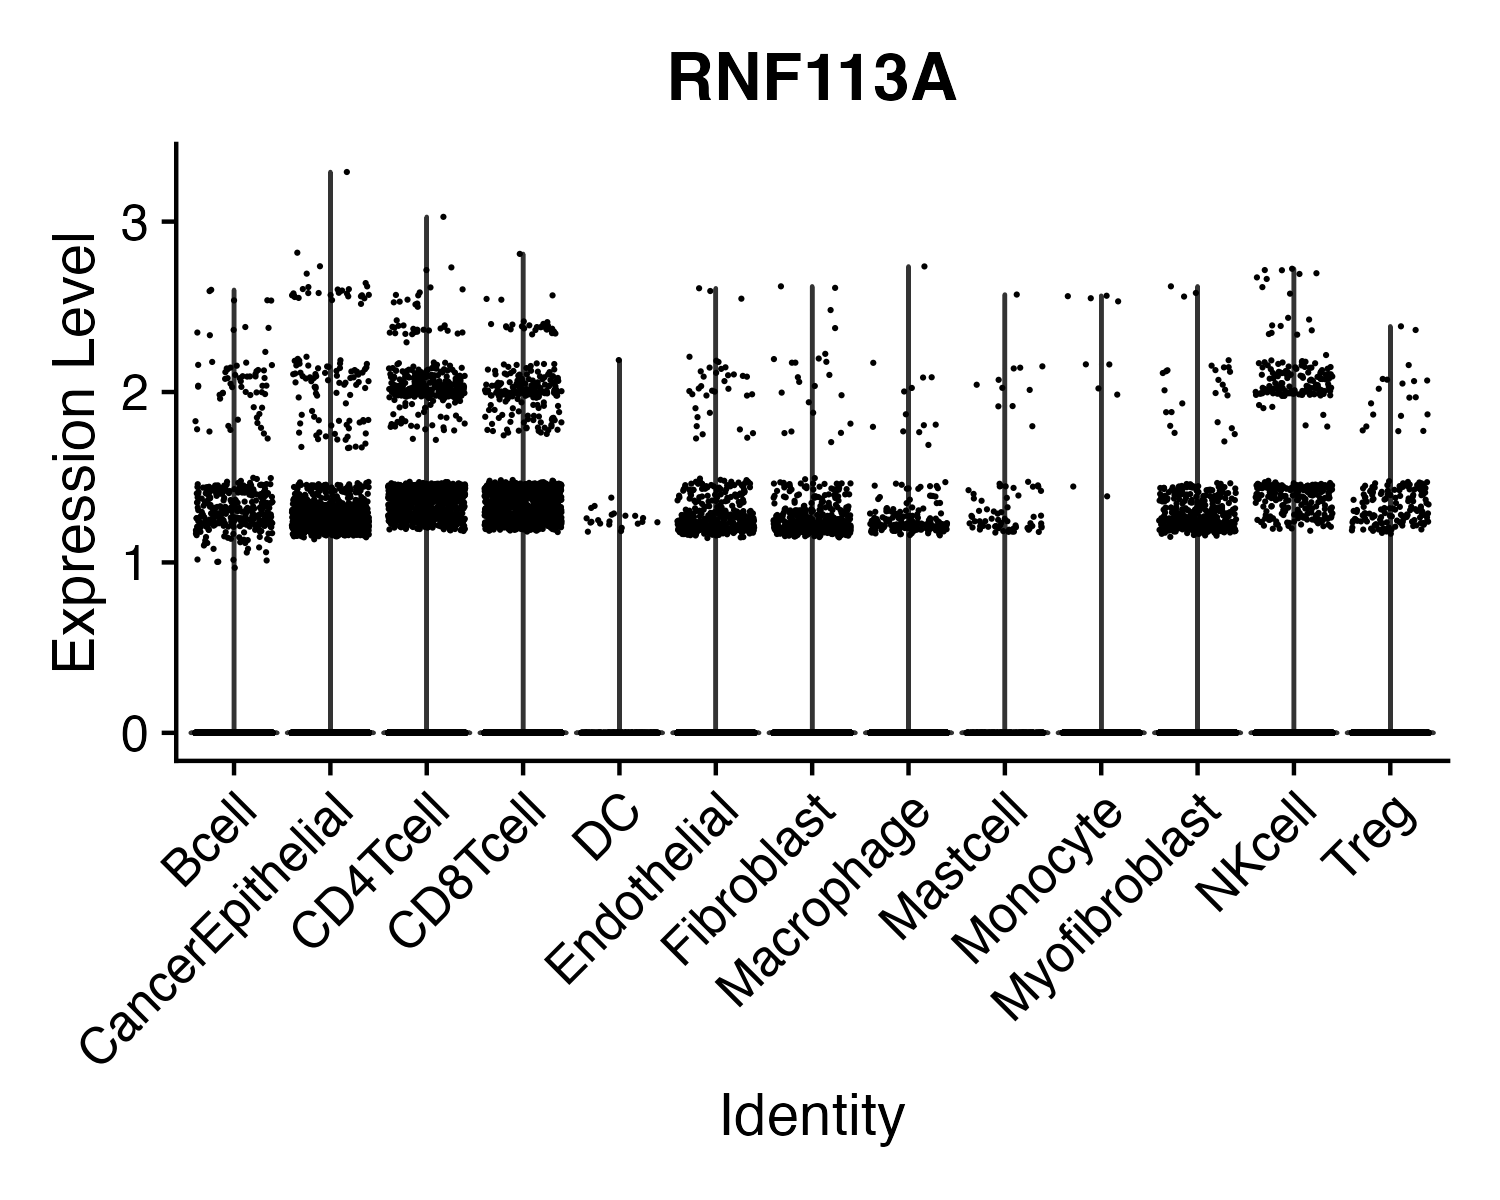 RNF113A
Expression Level
3
2
1
0
Bcell
CancerEpithelial
CD4Tcell
CD8Tcell
DC
Endothelial
Fibroblast
Macrophage
Mastcell
Monocyte
Myofibroblast
NKcell
Treg
Identity